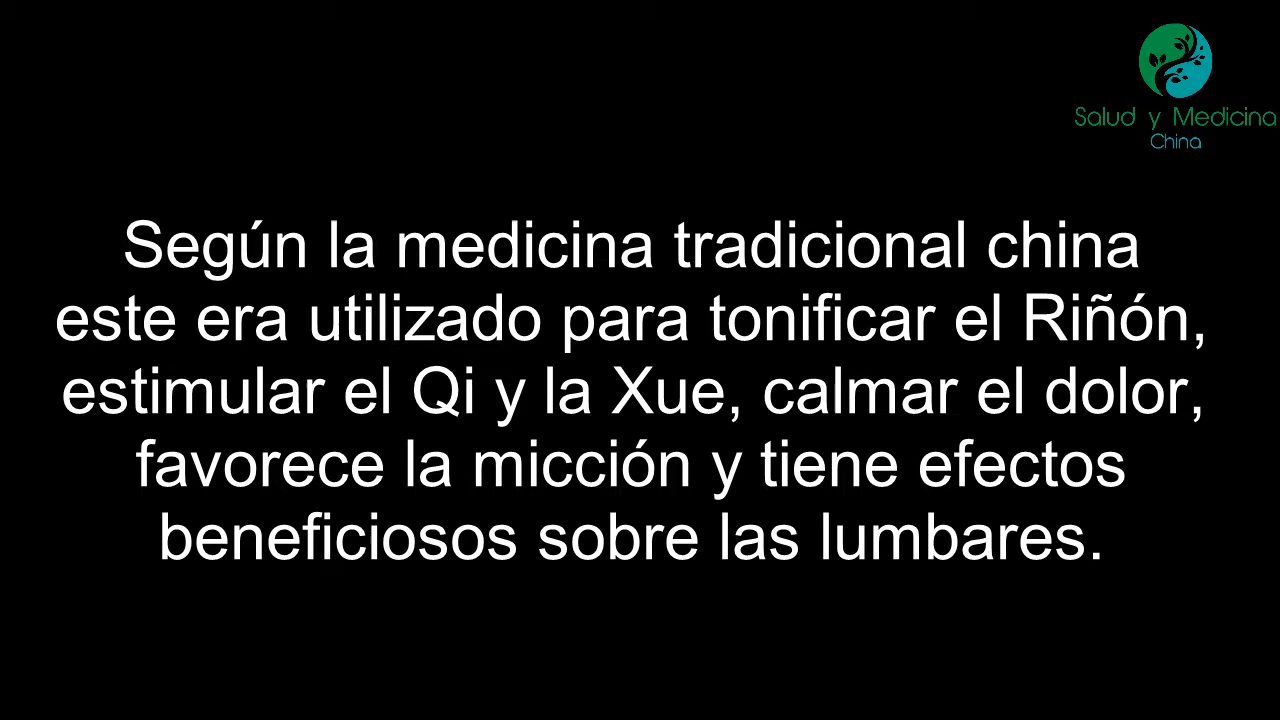 Salud y Medicina
China
Según la medicina tradicional china
este era utilizado para tonificar el Riñón,
estimular el Qi y la Xue, calmar el dolor,
favorece la micción y tiene efectos
beneficiosos sobre las lumbares.